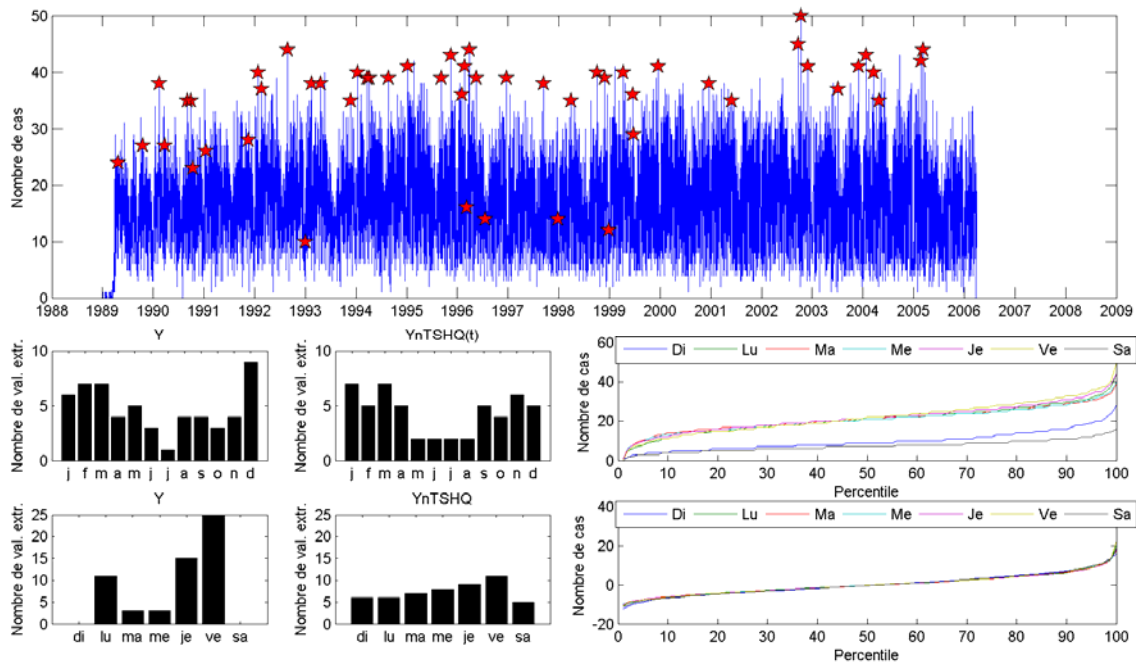 Nombre de cas
50
40
30
20
10
0
1988 1989 1990 1991 1992 1993 1994 1995 1996 1997 1998 1999 2000 2001 2002 2003 2004 2005 2006 2007 2008 2009
Y
Nombre de val. extr.
10
5
0
j f m a m j j a s o n d
YnTSHQ(t)
Nombre de val. extr.
10
5
0
j f m a m j j a s o n d
Nombre de cas
60
40
20
0
Di Lu Ma Me Je Ve Sa
0 10 20 30 40 50 60 70 80 90 100
Percentile
Y
Nombre de val. extr.
25
20
15
10
5
0
di lu ma me je ve sa
YnTSHQ
Nombre de val. extr.
25
20
15
10
5
0
di lu ma me je ve sa
Nombre de cas
40
20
0
-20
Di Lu Ma Me Je Ve Sa
0 10 20 30 40 50 60 70 80 90 100
Percentile